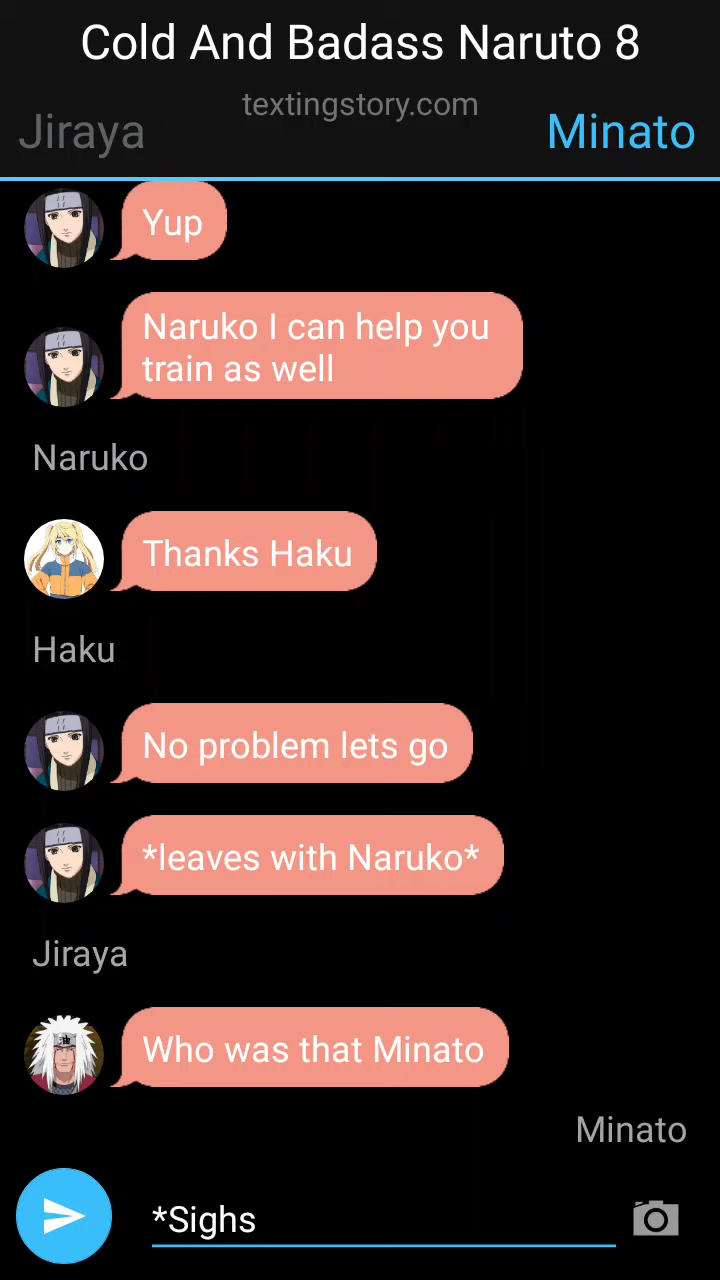 Cold And Badass Naruto 8
textingstory.com
Jiraya
Minato
Yup
Naruko I can help you
train as well
Naruko
Thanks Haku
Haku
No problem lets go
*leaves with Naruko*
Jiraya
Who was that Minato
Minato
*Sighs